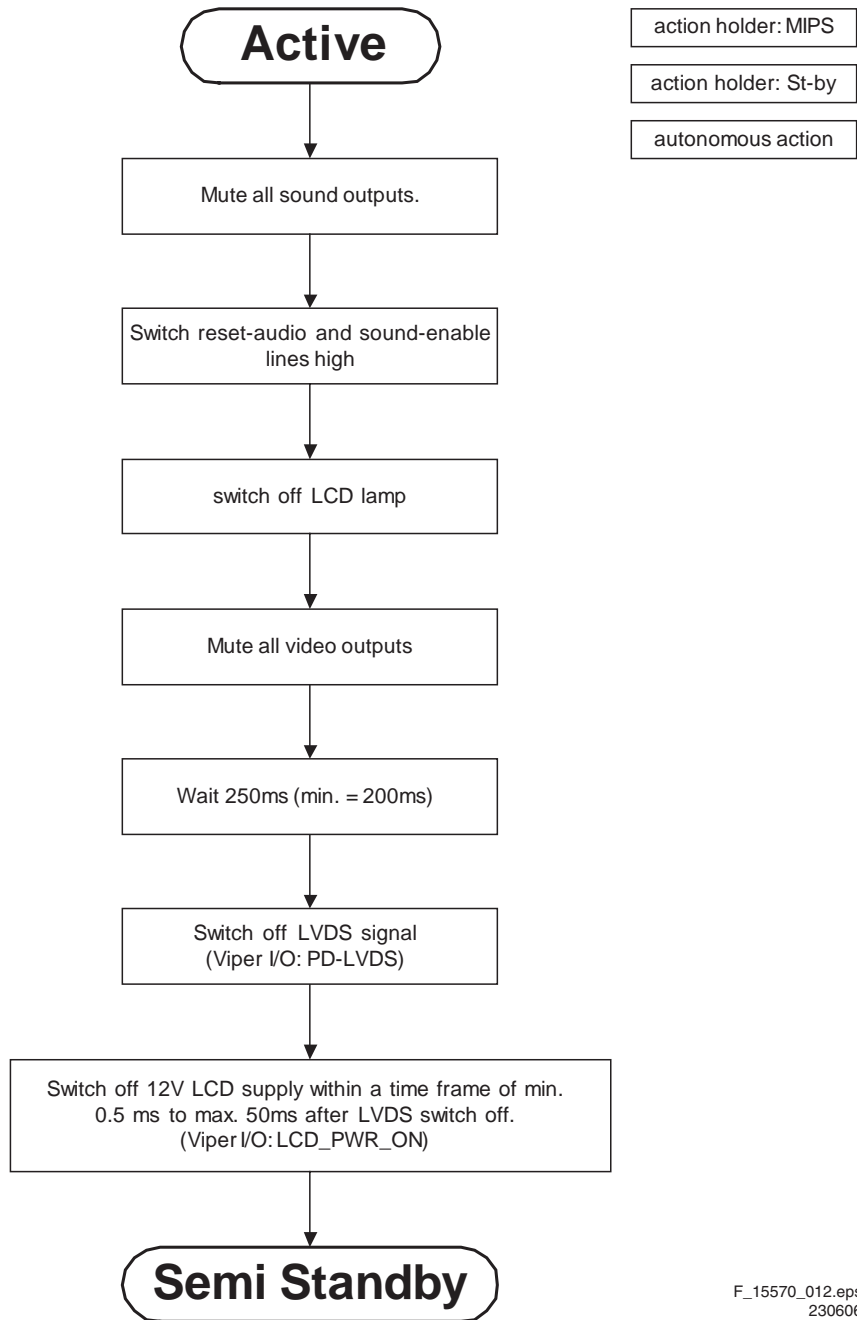 Active
action holder: MIPS
action holder: St-by
autonomous action
Mute all sound outputs.
Switch reset-audio and sound-enable
lines high
switch off LCD lamp
Mute all video outputs
Wait 250ms (min. = 200ms)
Switch off LVDS signal
(Viper I/O: PD-LVDS)
Switch off 12V LCD supply within a time frame of min.
0.5 ms to max. 50ms after LVDS switch off.
(Viper I/O: LCD_PWR_ON)
Semi Standby
F_15570_012.eps
230606